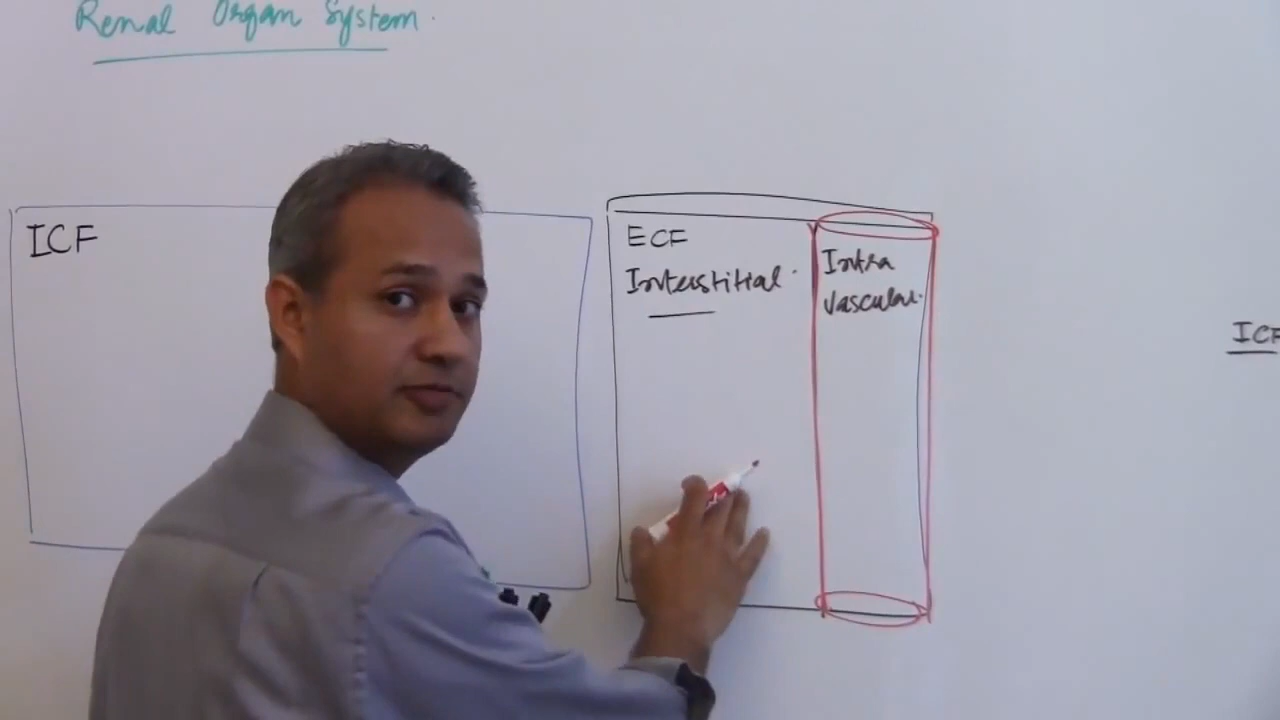 Renal Organ System.
ICF
ECF
Interstitial.
Intra
vascular.
ICF